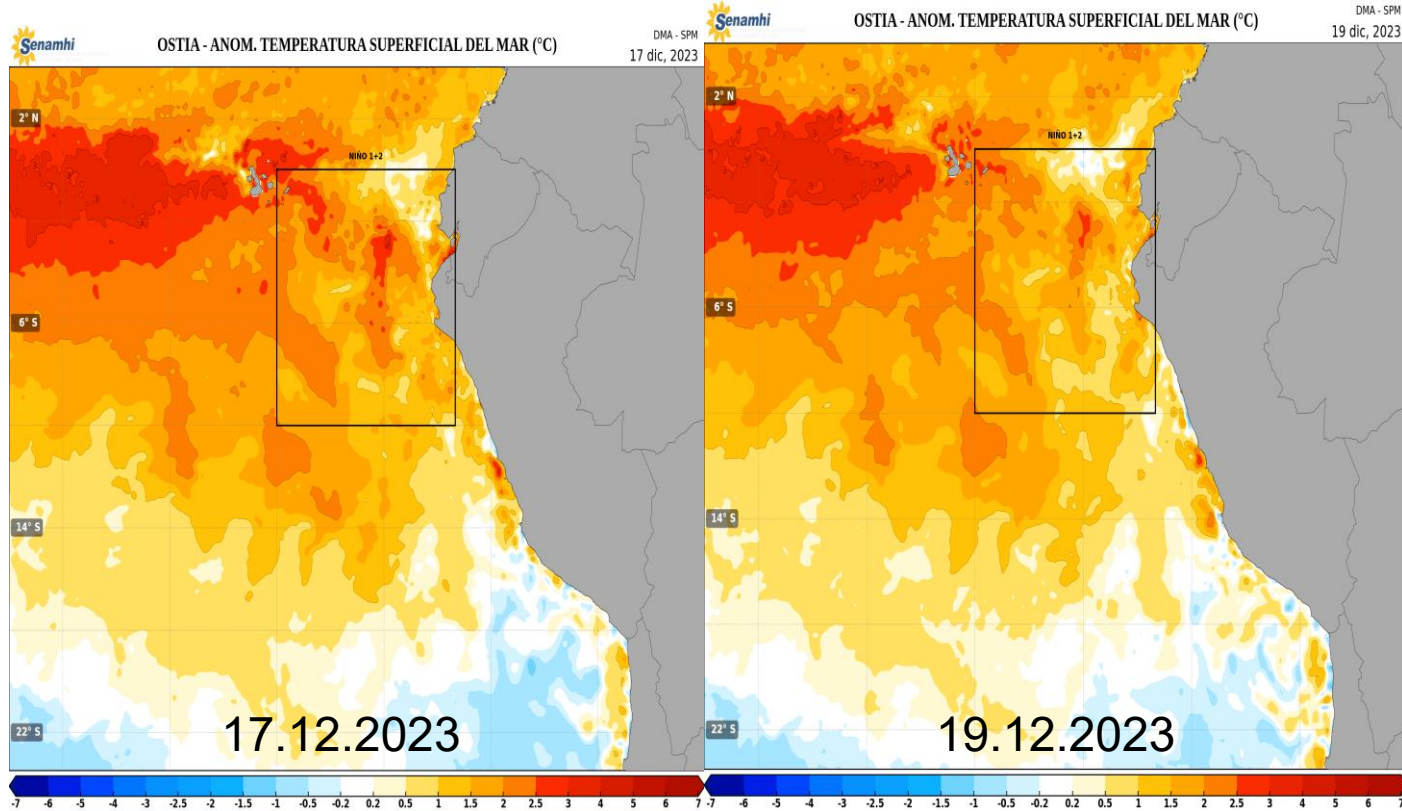 Senamhi
OSTIA - ANOM. TEMPERATURA SUPERFICIAL DEL MAR (°C)
DMA - SPM
17 dic, 2023
2° N
NIÑO 1+2
6° S
14° S
22° S
17.12.2023
-7 -6 -5 -4 -3 -2.5 -2 -1.5 -1 -0.5 -0.2 0.2 0.5 1 1.5 2 2.5 3 4 5 6 7
Senamhi
OSTIA - ANOM. TEMPERATURA SUPERFICIAL DEL MAR (°C)
DMA - SPM
19 dic, 2023
2° N
NIÑO 1+2
6° S
14° S
22° S
19.12.2023
-7 -6 -5 -4 -3 -2.5 -2 -1.5 -1 -0.5 -0.2 0.2 0.5 1 1.5 2 2.5 3 4 5 6 7